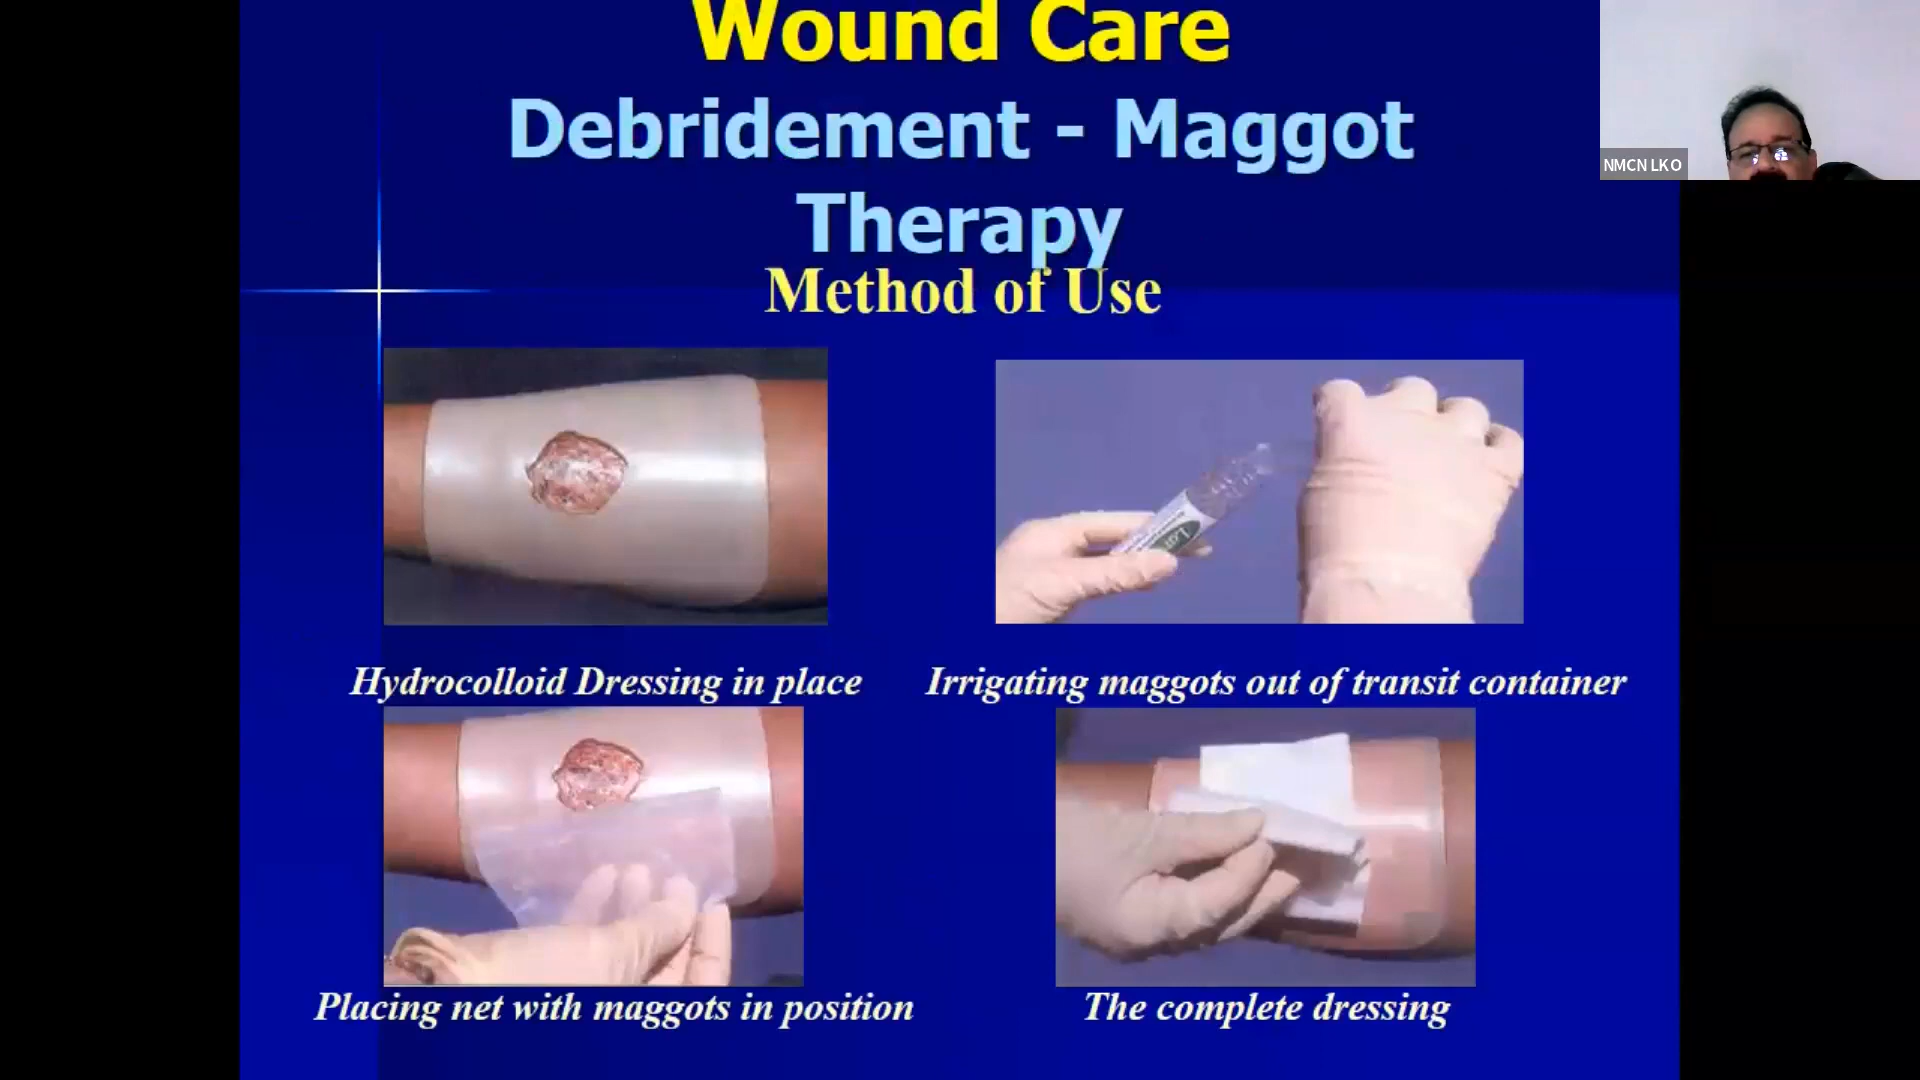 Wound Care
Debridement - Maggot
Therapy
Method of Use
NMCN LKO
Hydrocolloid Dressing in place
Irrigating maggots out of transit container
Placing net with maggots in position
The complete dressing